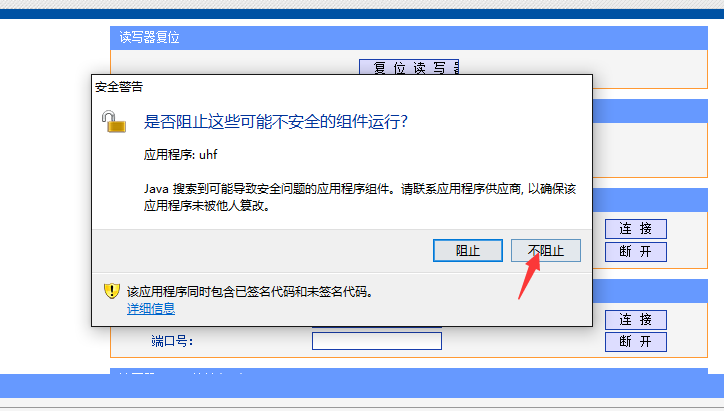 读写器复位
复 位 读 写
安全警告
是否阻止这些可能不安全的组件运行?
应用程序: uhf
Java 搜索到可能导致安全问题的应用程序组件。请联系应用程序供应商, 以确保该
应用程序未被他人篡改。
连 接
阻止
不阻止
断 开
该应用程序同时包含已签名代码和未签名代码。
详细信息
连 接
端口号:
断 开